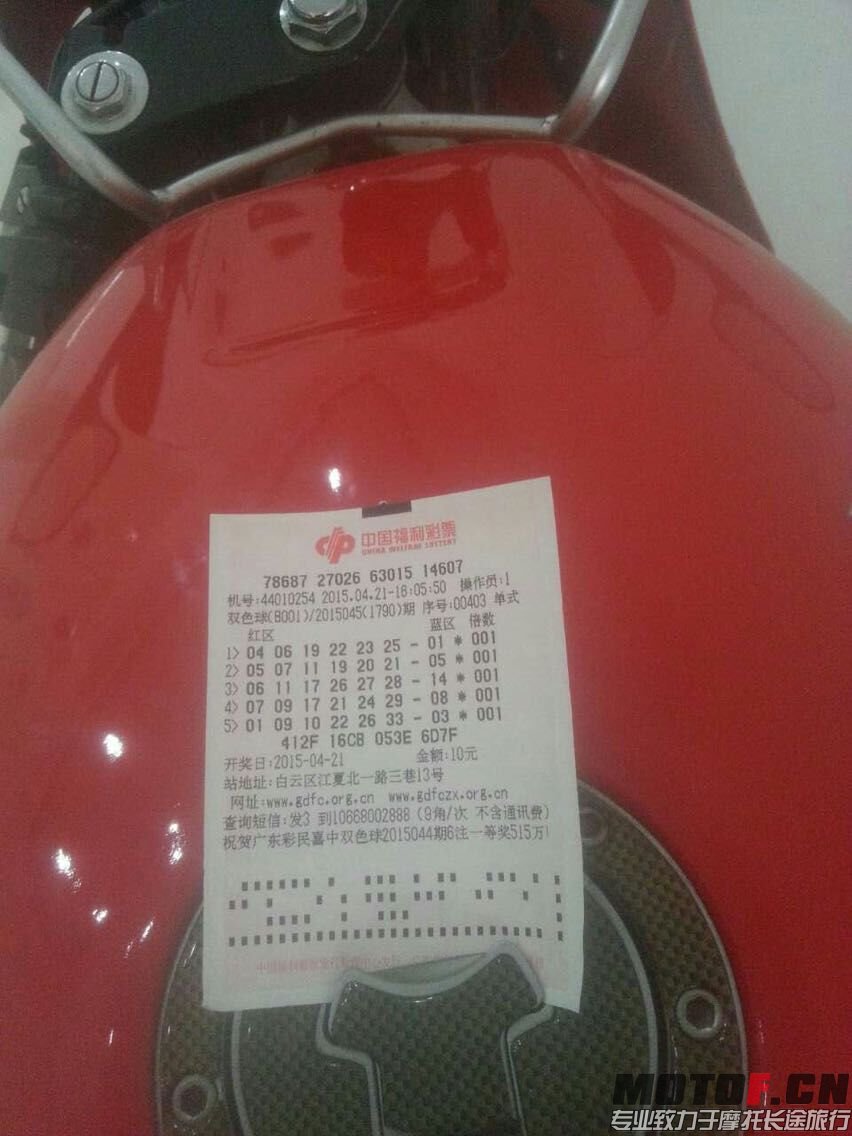 中国福利彩票
CHINA WELFARE LOTTERY
78687 27026 63015 14607
机号:44010254 2015.04.21-16:05:50 操作员:1
双色球(B001)/2015045(1790)期 序号:00403 单式
红区 蓝区 倍数
1> 04 06 19 22 23 25 - 01 * 001
2> 05 07 11 19 20 21 - 05 * 001
3> 06 11 17 26 27 28 - 14 * 001
4> 07 09 17 21 24 29 - 08 * 001
5> 01 09 10 22 26 33 - 03 * 001
412F 16CB 053E 6D7F
开奖日:2015-04-21 金额:10元
站地址:白云区江夏北一路三巷13号
网址:www.gdfc.org.cn www.gdfczx.org.cn
查询短信:发3 到10668002888 (9角/次 不含通讯费)
祝贺广东彩民喜中双色球2015044期6注一等奖515万!
MOTOF.CN
专业致力于摩托长途旅行